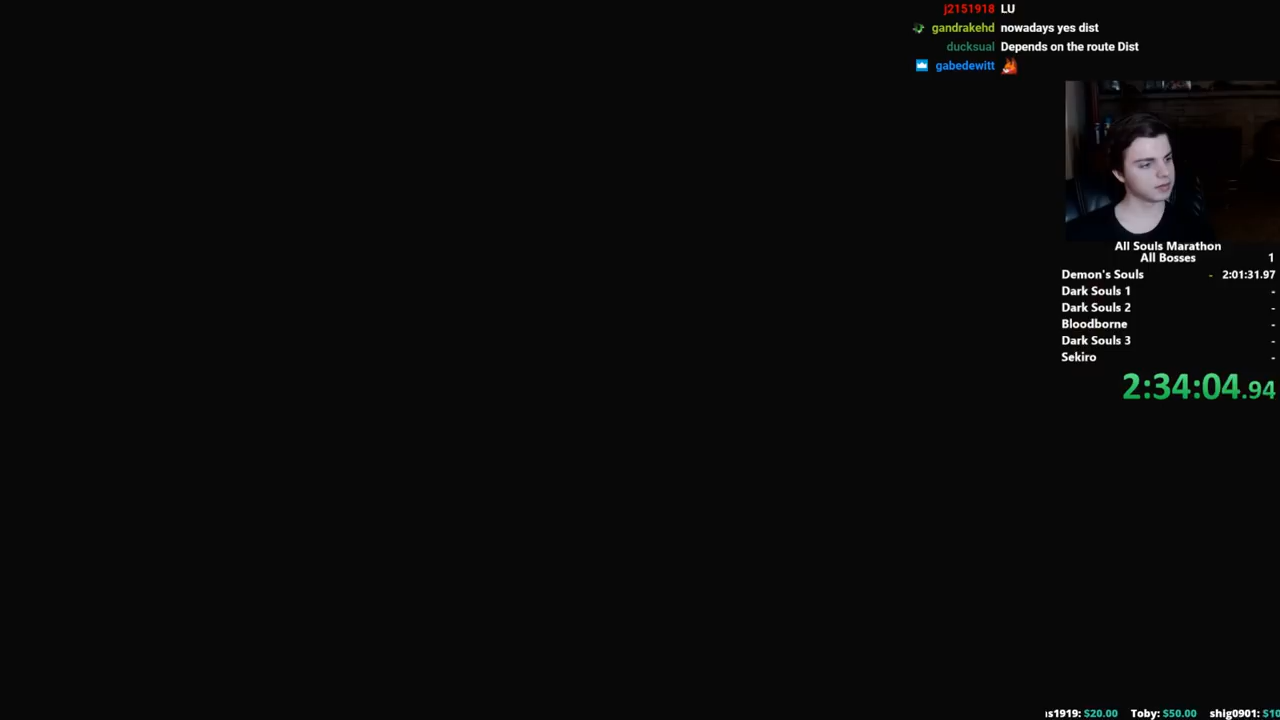 j2151918 LU
gandrakehd nowadays yes dist
ducksual Depends on the route Dist
gabedewitt
All Souls Marathon
All Bosses 1
Demon's Souls - 2:01:31.97
Dark Souls 1 -
Dark Souls 2 -
Bloodborne -
Dark Souls 3 -
Sekiro -
2:34:04.94
s1919: $20.00 Toby: $50.00 shig0901: $10